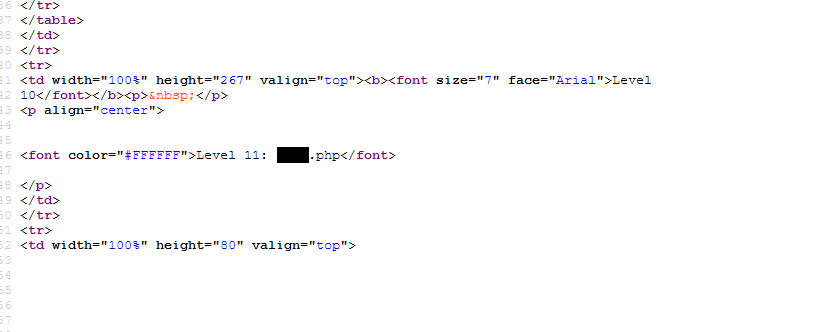 36 </tr>
37 </table>
38 </td>
39 </tr>
40 <tr>
41 <td width="100%" height="267" valign="top"><b><font size="7" face="Arial">Level
42 10</font></b><p>&nbsp;</p>
43 <p align="center">
44
45
46 <font color="#FFFFFF">Level 11: .php</font>
47
48 </p>
49 </td>
50 </tr>
51 <tr>
52 <td width="100%" height="80" valign="top">
53
54
55
56
57